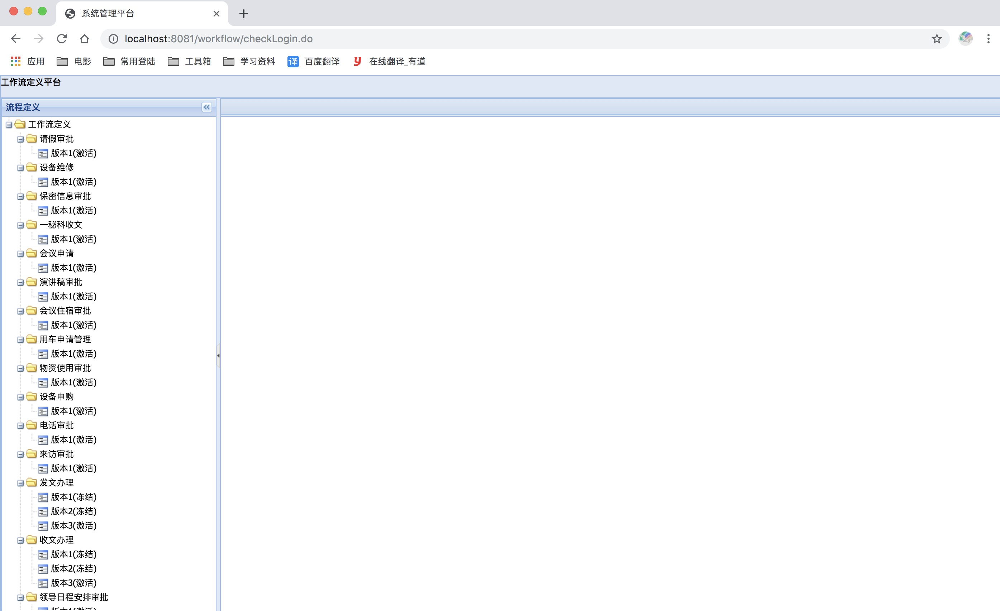 系统管理平台
localhost:8081/workflow/checkLogin.do
应用 电影 常用登陆 工具箱 学习资料 译 百度翻译 y 在线翻译_有道
工作流定义平台
流程定义
工作流定义
请假审批
版本1(激活)
设备维修
版本1(激活)
保密信息审批
版本1(激活)
一秘科收文
版本1(激活)
会议申请
版本1(激活)
演讲稿审批
版本1(激活)
会议住宿审批
版本1(激活)
用车申请管理
版本1(激活)
物资使用审批
版本1(激活)
设备申购
版本1(激活)
电话审批
版本1(激活)
来访审批
版本1(激活)
发文办理
版本1(冻结)
版本2(冻结)
版本3(激活)
收文办理
版本1(冻结)
版本2(冻结)
版本3(激活)
领导日程安排审批
版本1(激活)